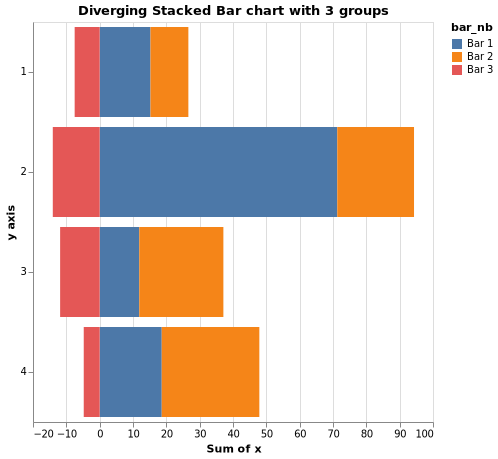 Diverging Stacked Bar chart with 3 groups
bar_nb
Bar 1
Bar 2
Bar 3
1
2
3
4
y axis
−20 −10 0 10 20 30 40 50 60 70 80 90 100
Sum of x